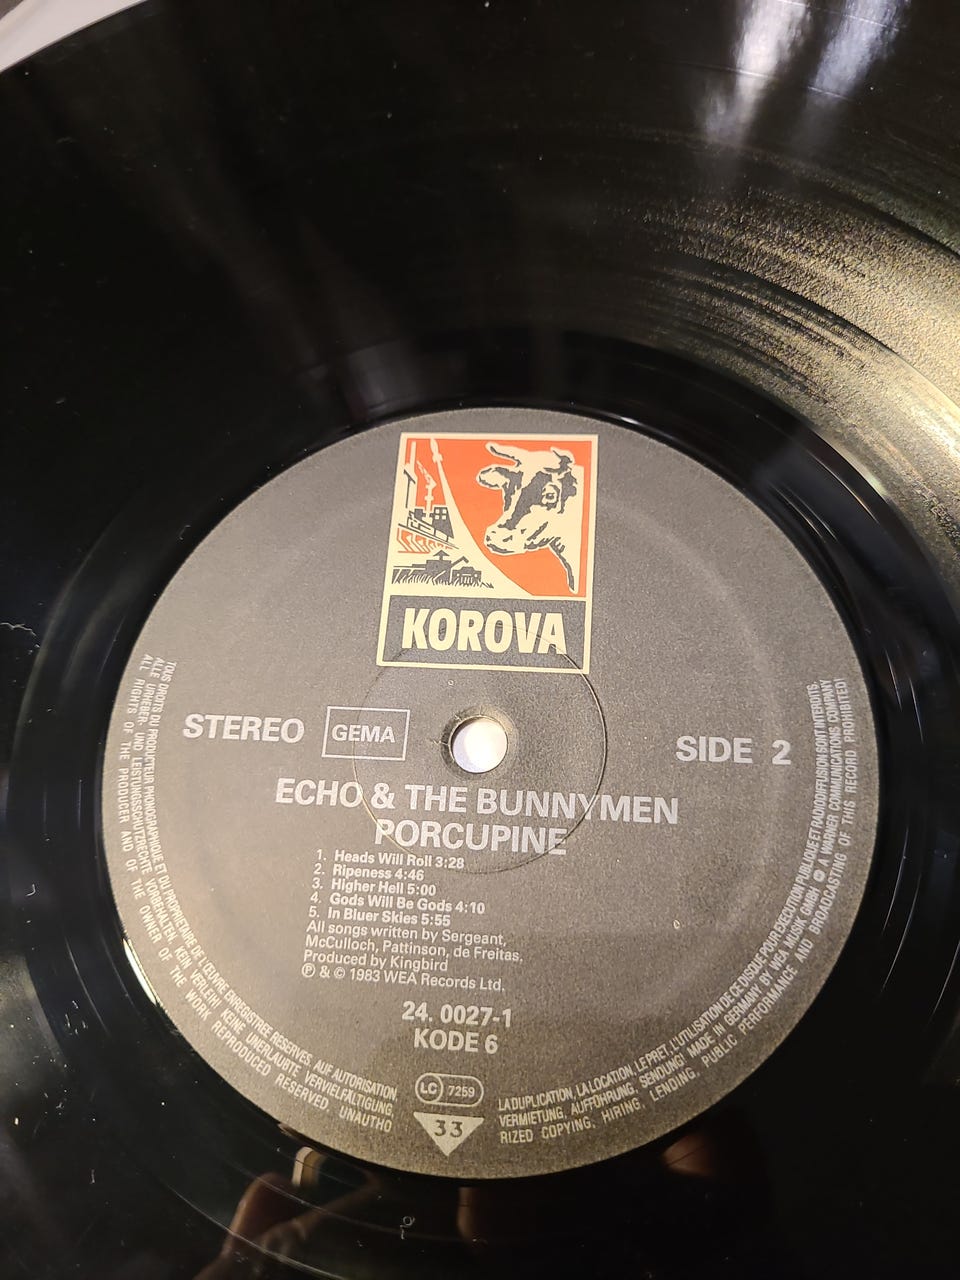 KOROVA
STEREO GEMA
SIDE 2
ECHO & THE BUNNYMEN
PORCUPINE
1. Heads Will Roll 3:28
2. Ripeness 4:46
3. Higher Hell 5:00
4. Gods Will Be Gods 4:10
5. In Bluer Skies 5:55
All songs written by Sergeant,
McCulloch, Pattinson, de Freitas,
Produced by Kingbird
℗ & © 1983 WEA Records Ltd.
24. 0027-1
KODE 6
LC 7259
33
TOUS DROITS DU PRODUCTEUR PHONOGRAPHIQUE ET DU PROPRIETAIRE DE L'ŒUVRE ENREGISTREE RESERVES, AUF AUTORISATION,
ALLE URHEBER- UND LEISTUNGSSCHUTZRECHTE VORBEHALTEN. KEIN VERLEIH! KEINE UNERLAUBTE VERVIELFÄLTIGUNG,
ALL RIGHTS OF THE PRODUCER AND OF THE OWNER OF THE WORK REPRODUCED RESERVED. UNAUTHO
LA DUPLICATION, LA LOCATION, LE PRET, L'UTILISATION DE CE DISQUE POUR EXECUTION PUBLIQUE ET RADIODIFFUSION SONT INTERDITS.
VERMIETUNG, AUFFÜHRUNG, SENDUNG! MADE IN GERMANY BY WEA MUSIK GMBH A WARNER COMMUNICATIONS COMPANY
RIZED COPYING, HIRING, LENDING, PUBLIC PERFORMANCE AND BROADCASTING OF THIS RECORD PROHIBITED!